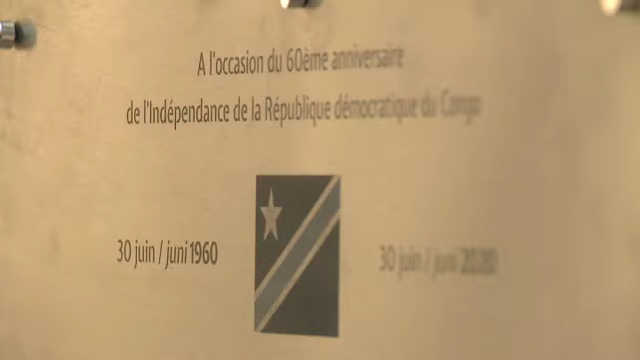 A l'occasion du 60ème anniversaire
de l'Indépendance de la République démocratique du Congo
30 juin / juni 1960
30 juin / juni 2020